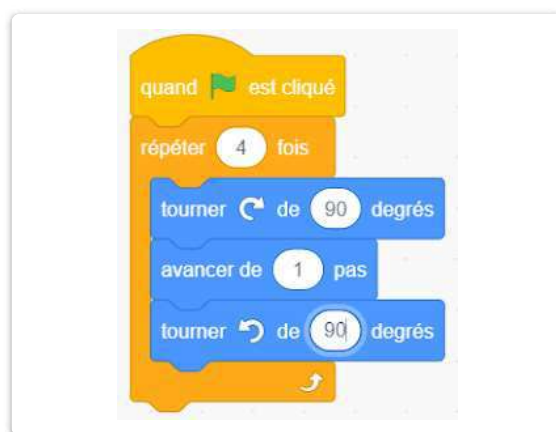 quand est cliqué
répéter 4 fois
tourner de 90 degrés
avancer de 1 pas
tourner de 90 degrés